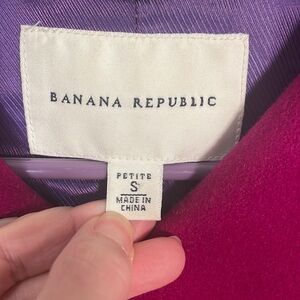 BANANA REPUBLIC
PETITE
S
MADE IN
CHINA